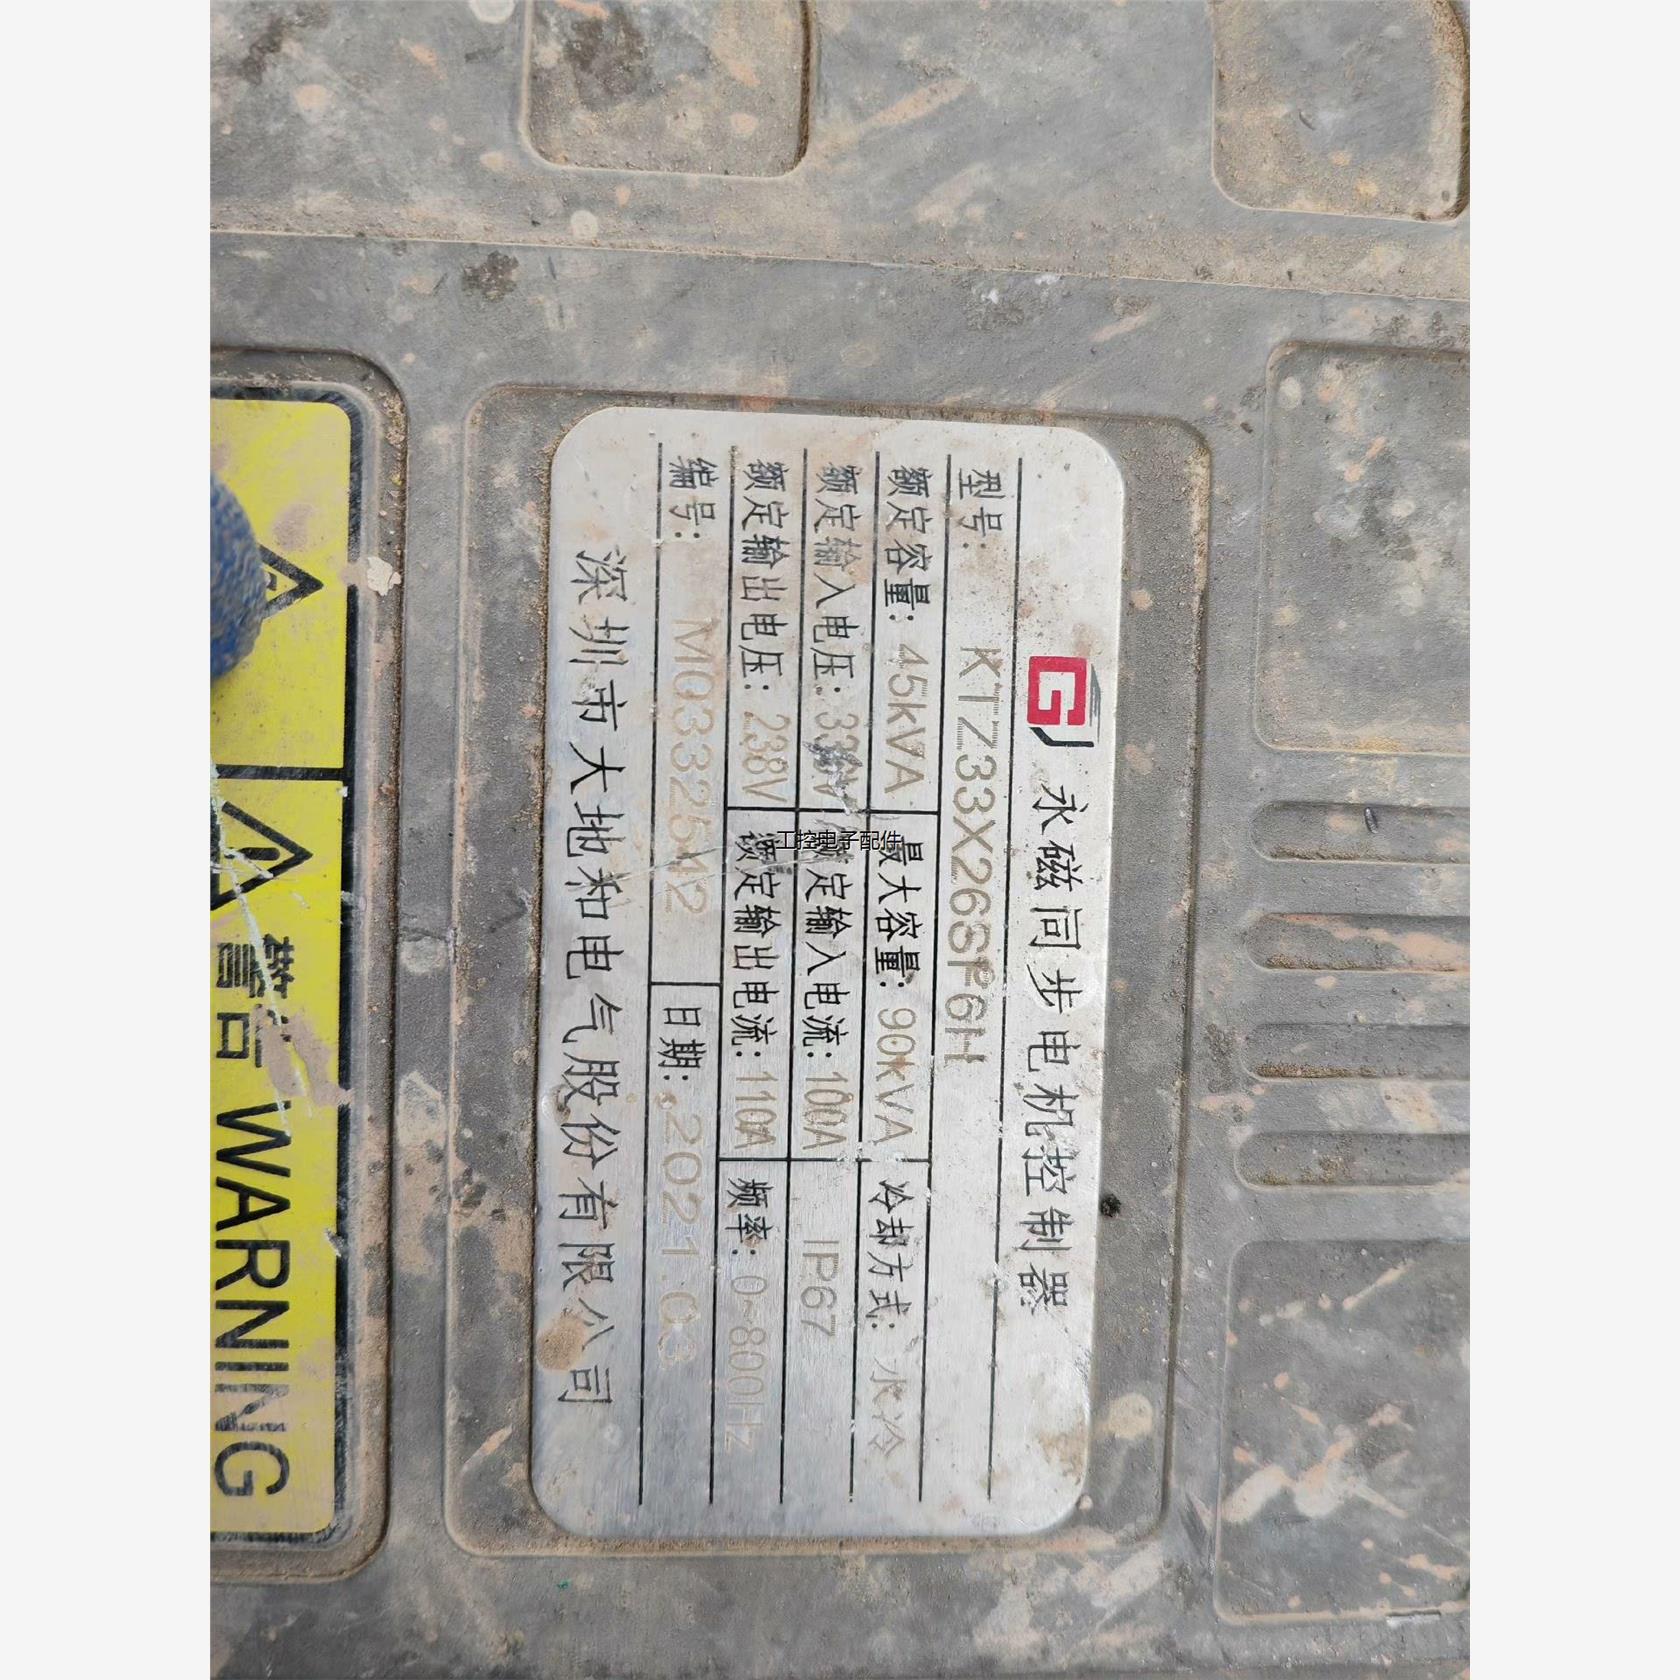 GJ 永磁同步电机控制器
型号: KTZ33X26SF6H
额定容量: 45kVA 最大容量: 90kVA 冷却方式: 水冷
额定输入电压: 336V 额定输入电流: 100A IP67
额定输出电压: 238V 额定输出电流: 110A 频率: 0~800Hz
编号: M03325542 日期: 2021.03
深圳市大地和电气股份有限公司
警告 WARNING
工控电子配件